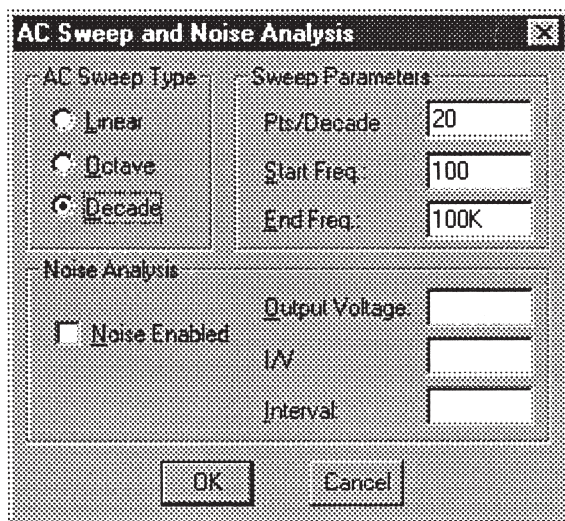 AC Sweep and Noise Analysis
AC Sweep Type
Linear
Octave
Decade
Sweep Parameters
Pts/Decade 20
Start Freq.: 100
End Freq.: 100K
Noise Analysis
Noise Enabled
Output Voltage:
I/V
Interval:
OK Cancel